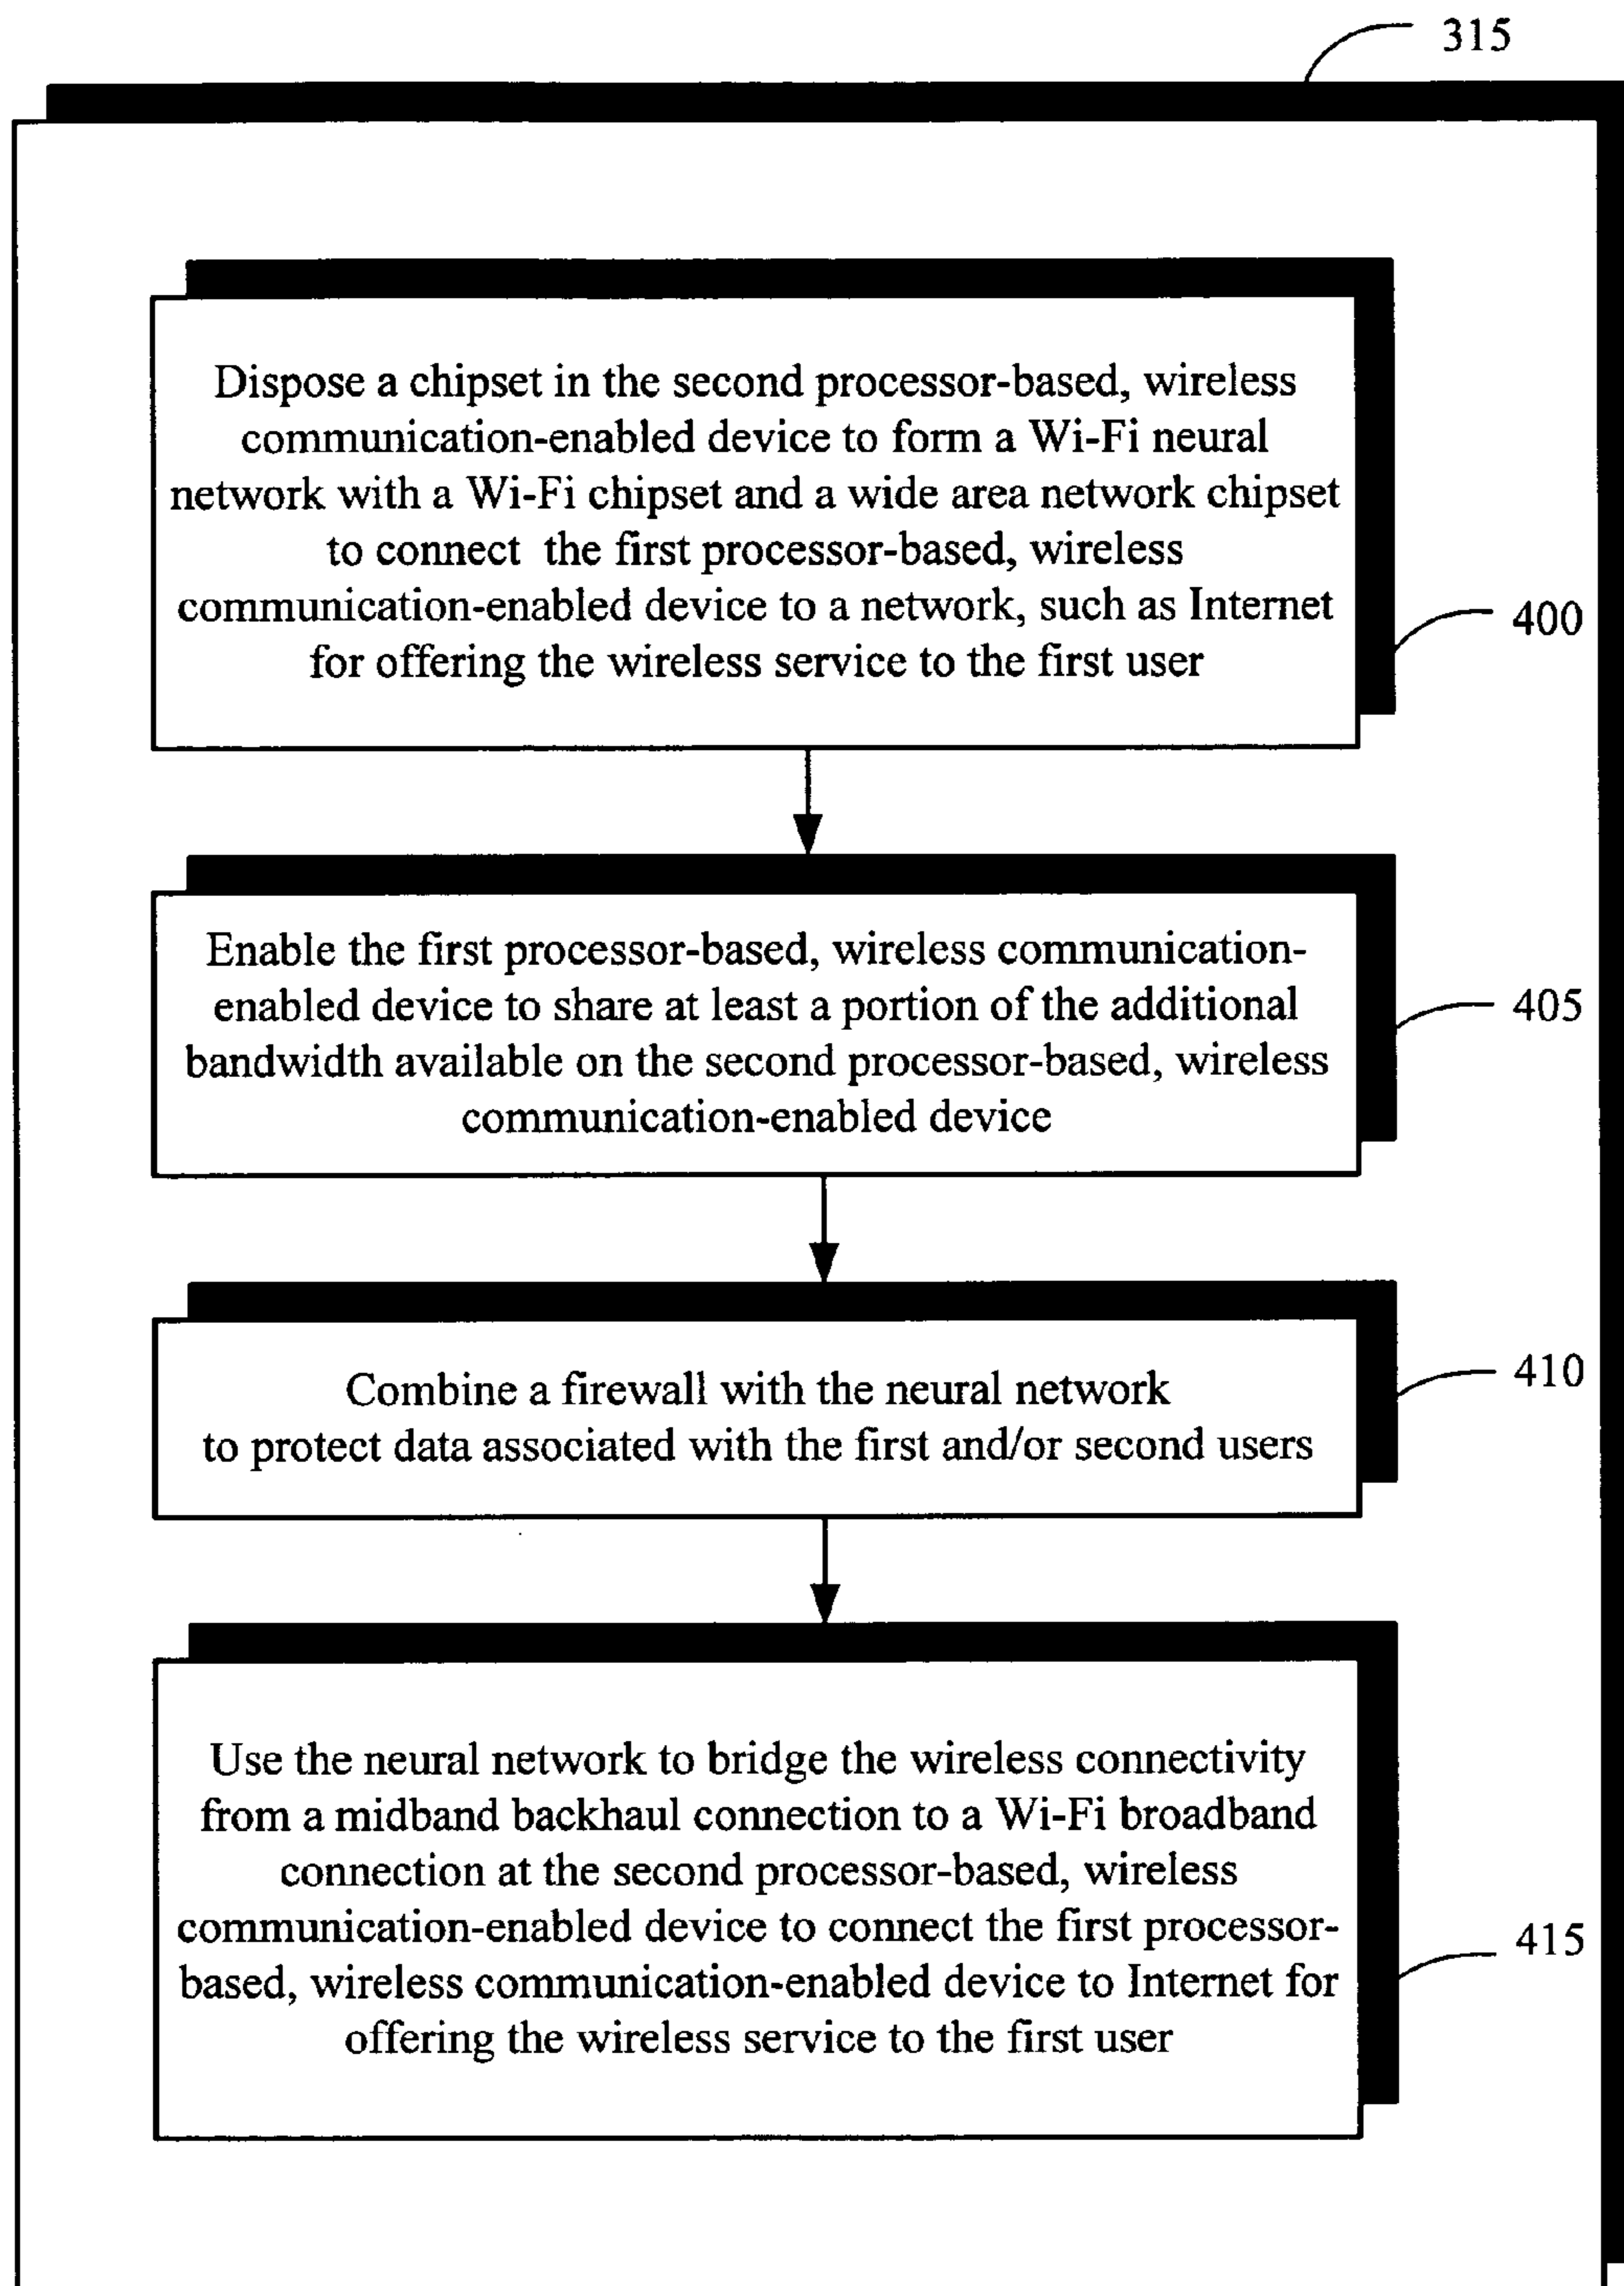 315
Dispose a chipset in the second processor-based, wireless
communication-enabled device to form a Wi-Fi neural
network with a Wi-Fi chipset and a wide area network chipset
to connect the first processor-based, wireless
communication-enabled device to a network, such as Internet
for offering the wireless service to the first user
400
Enable the first processor-based, wireless communication-
enabled device to share at least a portion of the additional
bandwidth available on the second processor-based, wireless
communication-enabled device
405
Combine a firewall with the neural network
to protect data associated with the first and/or second users
410
Use the neural network to bridge the wireless connectivity
from a midband backhaul connection to a Wi-Fi broadband
connection at the second processor-based, wireless
communication-enabled device to connect the first processor-
based, wireless communication-enabled device to Internet for
offering the wireless service to the first user
415